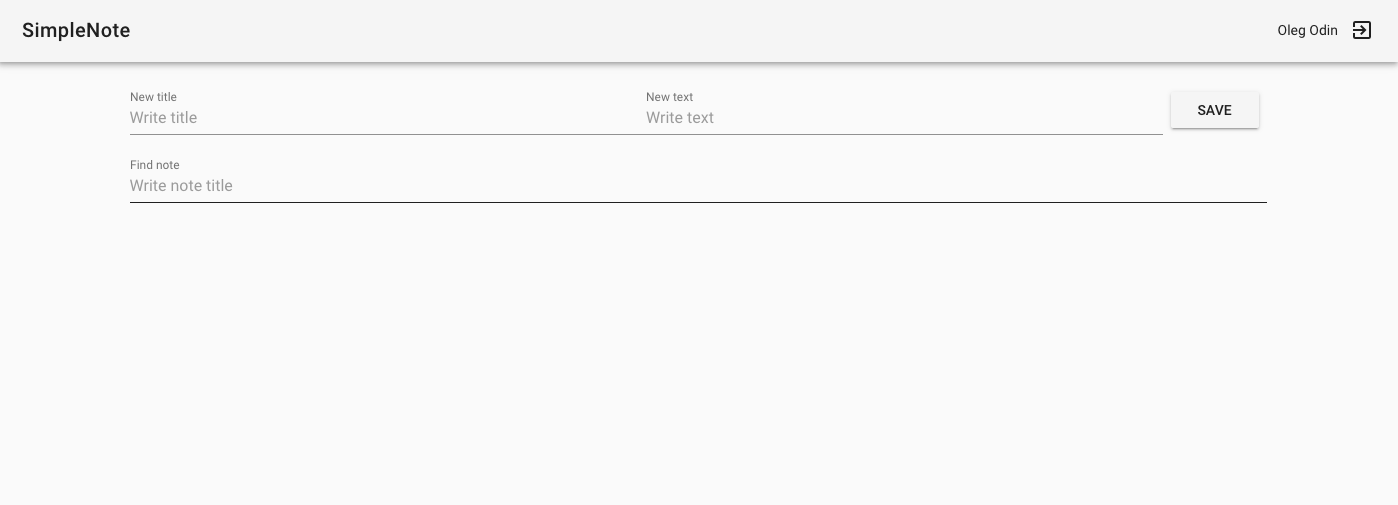 SimpleNote
Oleg Odin
New title
New text
Write title
Write text
SAVE
Find note
Write note title